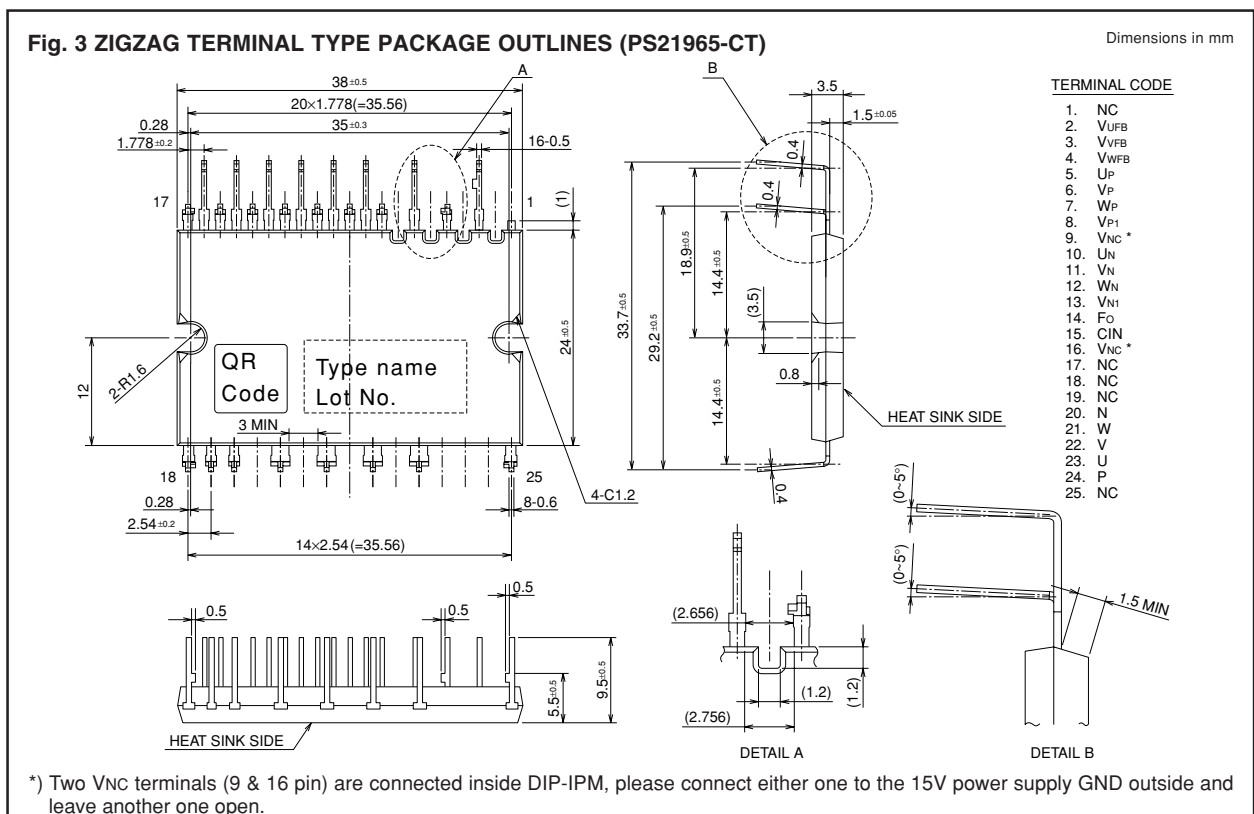 Fig. 3 ZIGZAG TERMINAL TYPE PACKAGE OUTLINES (PS21965-CT)
Dimensions in mm
A
38±0.5
20×1.778(=35.56)
0.28
35±0.3
1.778±0.2
16-0.5
17
1
(1)
24±0.5
12
2-R1.6
QR
Code
Type name
Lot No.
3 MIN
18
25
0.28
8-0.6
4-C1.2
2.54±0.2
14×2.54(=35.56)
B
3.5
1.5±0.05
0.4
0.4
33.7±0.5
29.2±0.5
18.9±0.5
14.4±0.5
(3.5)
0.8
14.4±0.5
HEAT SINK SIDE
0.4
TERMINAL CODE
1. NC
2. VUFB
3. VVFB
4. VWFB
5. UP
6. VP
7. WP
8. VP1
9. VNC *
10. UN
11. VN
12. WN
13. VN1
14. FO
15. CIN
16. VNC *
17. NC
18. NC
19. NC
20. N
21. W
22. V
23. U
24. P
25. NC
0.5
0.5
0.5
5.5±0.5
9.5±0.5
HEAT SINK SIDE
(2.656)
(1.2)
(1.2)
(2.756)
DETAIL A
(0~5°)
(0~5°)
1.5 MIN
DETAIL B
*) Two VNC terminals (9 & 16 pin) are connected inside DIP-IPM, please connect either one to the 15V power supply GND outside and
leave another one open.